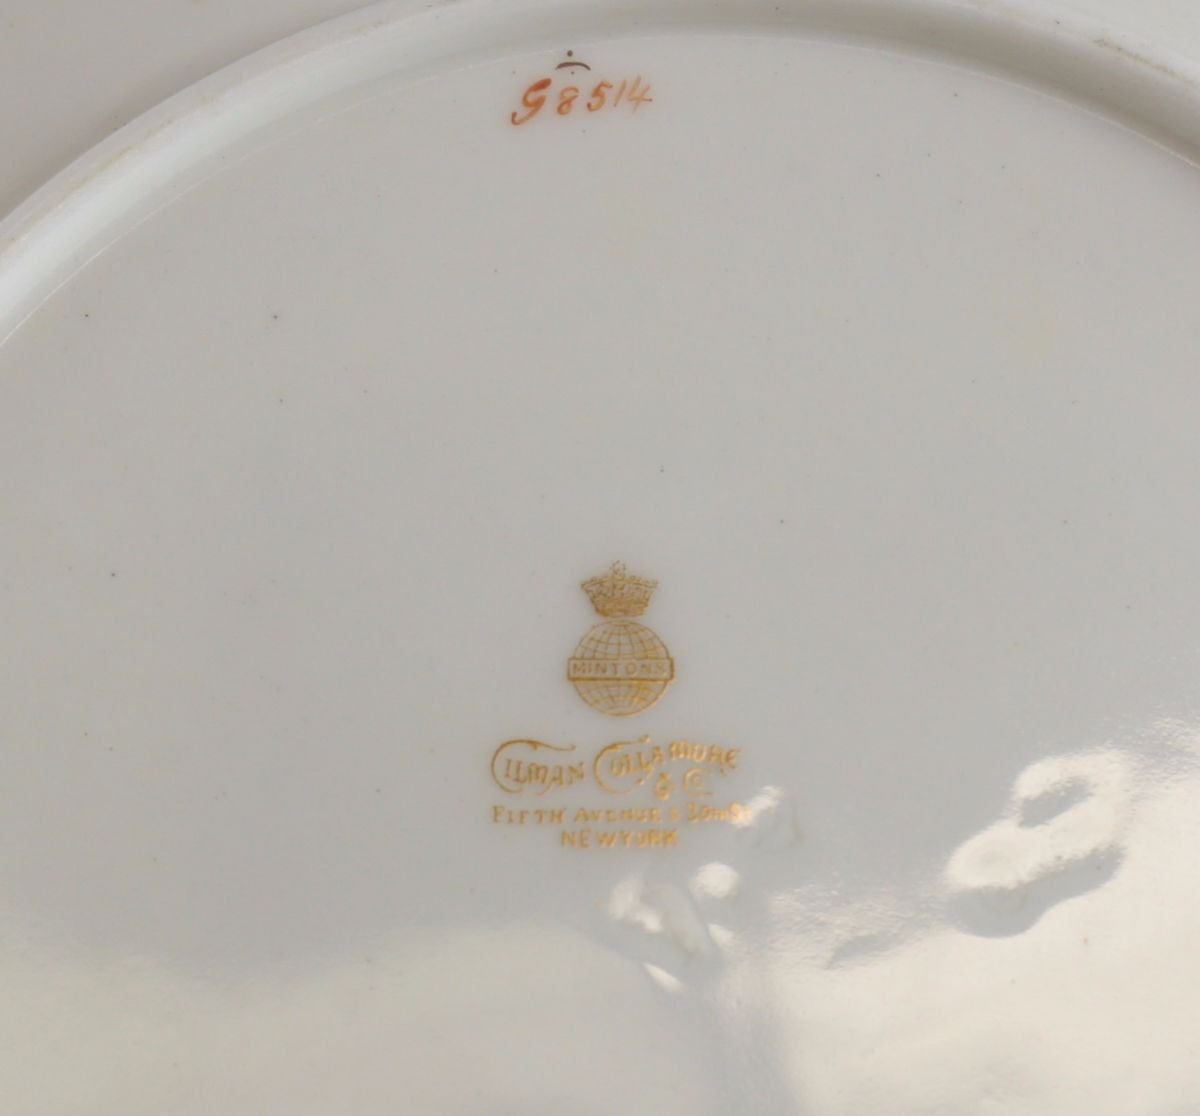 G8514
MINTONS
GILMAN COLLAMORE
& Co.
FIFTH AVENUE & 30TH ST
NEW YORK